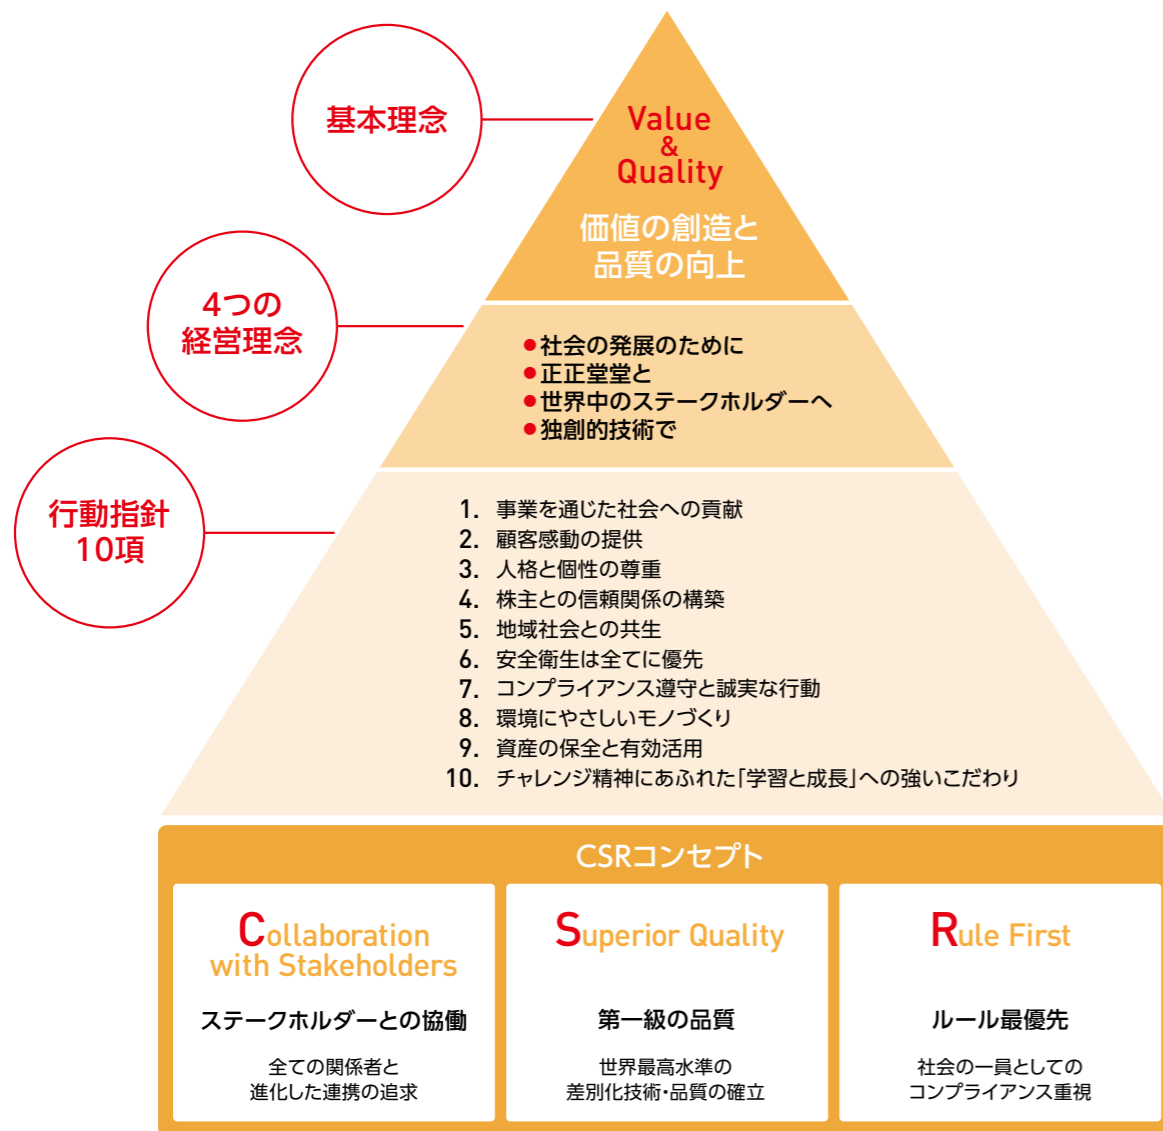 基本理念
Value
&
Quality
価値の創造と
品質の向上
4つの
経営理念
●社会の発展のために
●正正堂堂と
●世界中のステークホルダーへ
●独創的技術で
行動指針
10項
1. 事業を通じた社会への貢献
2. 顧客感動の提供
3. 人格と個性の尊重
4. 株主との信頼関係の構築
5. 地域社会との共生
6. 安全衛生は全てに優先
7. コンプライアンス遵守と誠実な行動
8. 環境にやさしいモノづくり
9. 資産の保全と有効活用
10. チャレンジ精神にあふれた「学習と成長」への強いこだわり
CSRコンセプト
Collaboration
with Stakeholders
ステークホルダーとの協働
全ての関係者と
進化した連携の追求
Superior Quality
第一級の品質
世界最高水準の
差別化技術・品質の確立
Rule First
ルール最優先
社会の一員としての
コンプライアンス重視